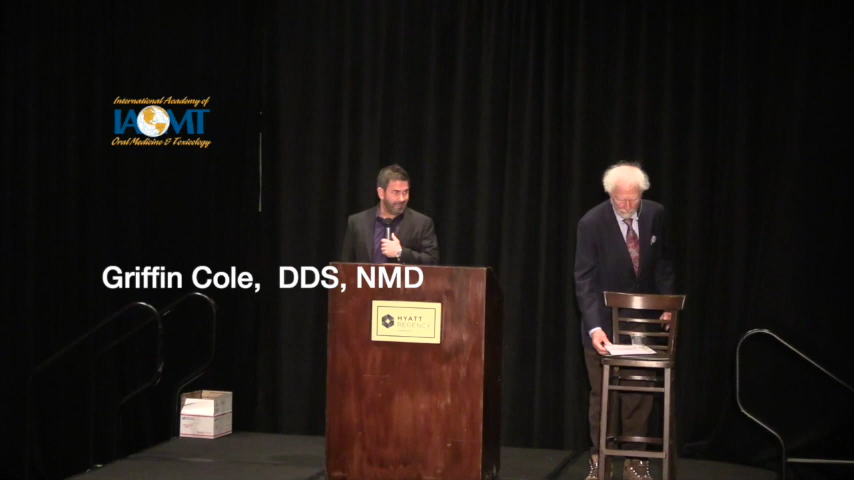 International Academy of
IAOMT
Oral Medicine & Toxicology
Griffin Cole, DDS, NMD
HYATT
REGENCY